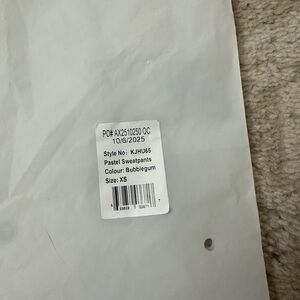 PO# AX2510250 QC
10/6/2025
Style No: KJHU65
Pastel Sweatpants
Colour: Bubblegum
Size: XS